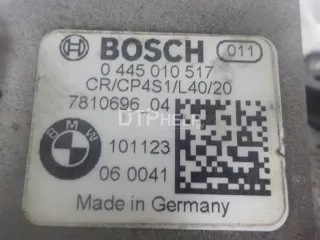 BOSCH 011
0 445 010 517
CR/CP4S1/L40/20
7810696 04
DTPHelp
BMW
101123
06 0041
Made in Germany